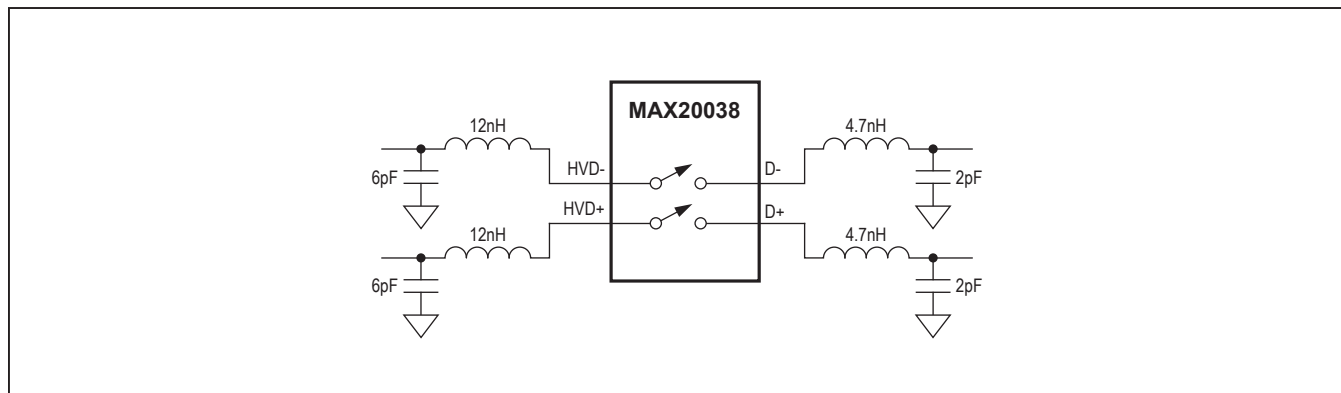 MAX20038
12nH
4.7nH
HVD-
D-
6pF
2pF
HVD+
D+
12nH
4.7nH
6pF
2pF